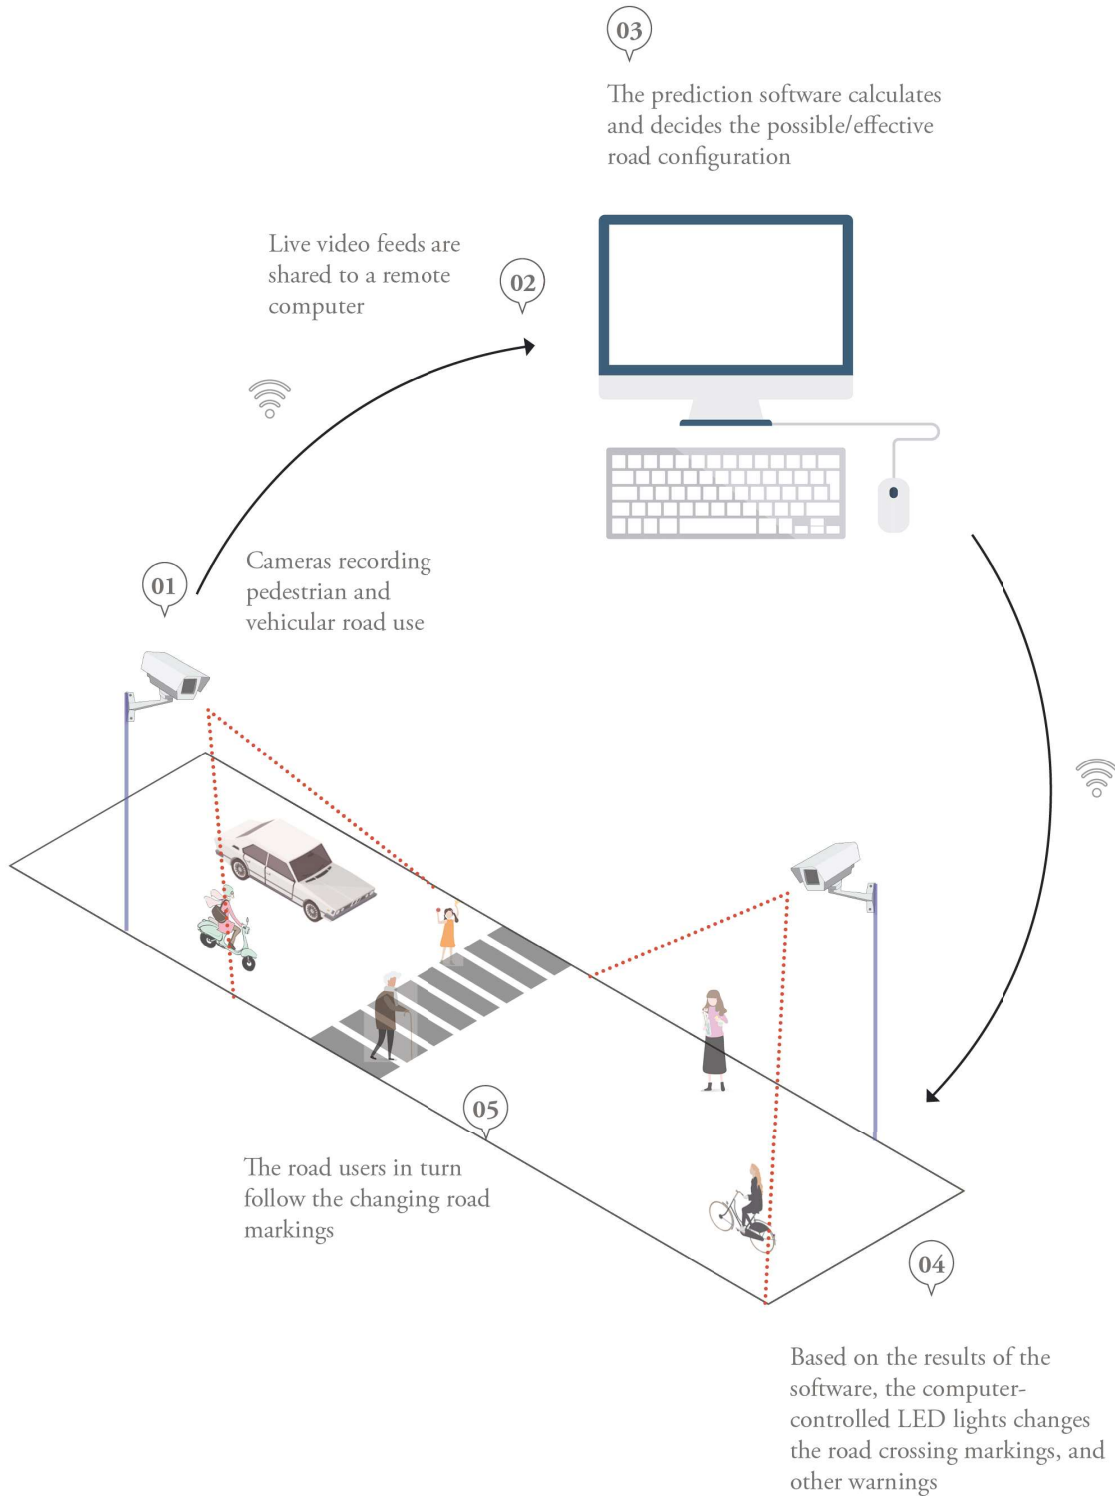 03
The prediction software calculates
and decides the possible/effective
road configuration
Live video feeds are
shared to a remote
computer
02
01
Cameras recording
pedestrian and
vehicular road use
05
The road users in turn
follow the changing road
markings
04
Based on the results of the
software, the computer-
controlled LED lights changes
the road crossing markings, and
other warnings